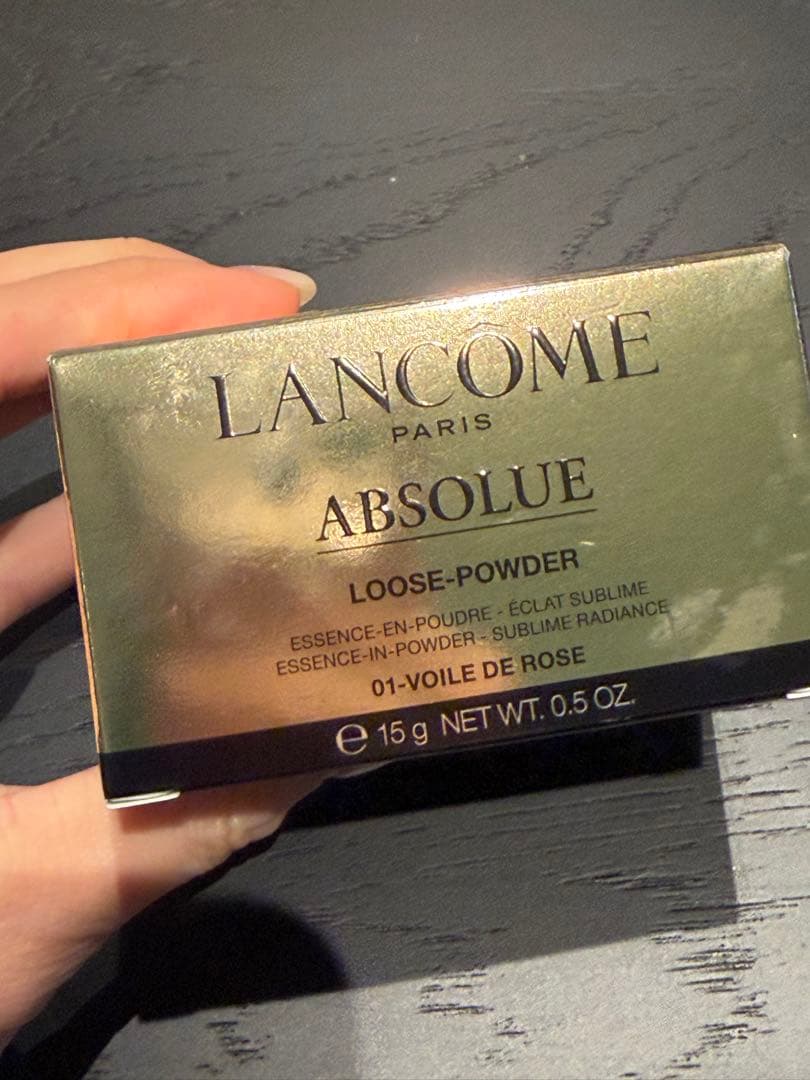 LANCÔME
PARIS
ABSOLUE
LOOSE-POWDER
ESSENCE-EN-POUDRE - ÉCLAT SUBLIME
ESSENCE-IN-POWDER - SUBLIME RADIANCE
01-VOILE DE ROSE
℮ 15 g NET WT. 0.5 OZ.